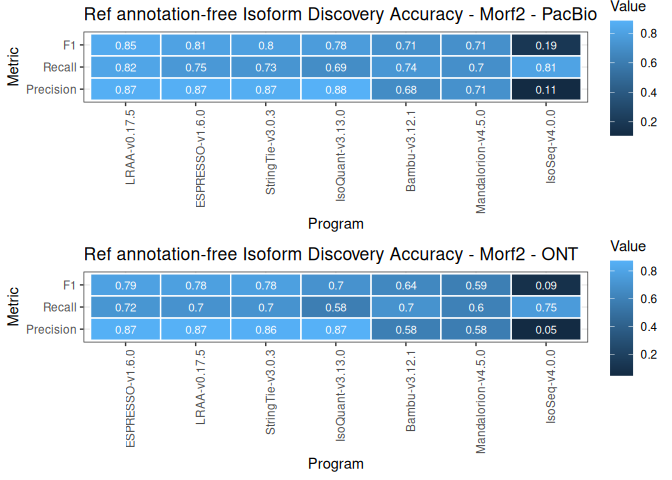 Ref annotation-free Isoform Discovery Accuracy - Morf2 - PacBio
Value
Metric
F1 0.85 0.81 0.8 0.78 0.71 0.71 0.19
Recall 0.82 0.75 0.73 0.69 0.74 0.7 0.81
Precision 0.87 0.87 0.87 0.88 0.68 0.71 0.11
0.8
0.6
0.4
0.2
LRAA-v0.17.5
ESPRESSO-v1.6.0
StringTie-v3.0.3
IsoQuant-v3.13.0
Bambu-v3.12.1
Mandalorion-v4.5.0
IsoSeq-v4.0.0
Program
Ref annotation-free Isoform Discovery Accuracy - Morf2 - ONT
Value
Metric
F1 0.79 0.78 0.78 0.7 0.64 0.59 0.09
Recall 0.72 0.7 0.7 0.58 0.7 0.6 0.75
Precision 0.87 0.87 0.86 0.87 0.58 0.58 0.05
0.8
0.6
0.4
0.2
ESPRESSO-v1.6.0
LRAA-v0.17.5
StringTie-v3.0.3
IsoQuant-v3.13.0
Bambu-v3.12.1
Mandalorion-v4.5.0
IsoSeq-v4.0.0
Program